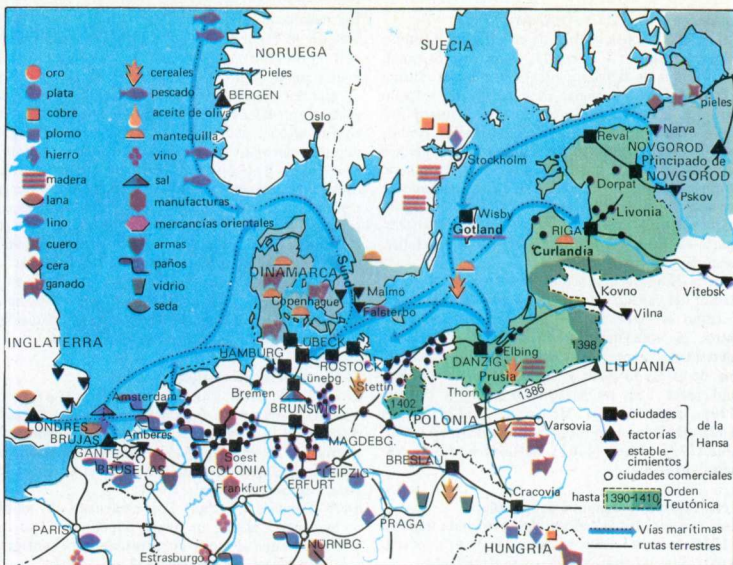 oro
plata
cobre
plomo
hierro
madera
lana
lino
cuero
cera
ganado
cereales
pescado
aceite de oliva
mantequilla
vino
sal
manufacturas
mercancías orientales
armas
paños
vidrio
seda
NORUEGA
pieles
BERGEN
Oslo
SUECIA
Stockholm
Wisby
Gotland
pieles
Narva
NOVGOROD
Principado de
NOVGOROD
Reval
Dorpat
Pskov
Livonia
RIGA
Curlandia
Vitebsk
Kovno
Vilna
DINAMARCA
Sund
Copenhague
Malmö
Falsterbo
INGLATERRA
LONDRES
BRUJAS
GANTE
BRUSELAS
Amberes
Amsterdam
HAMBURG
LÜBECK
ROSTOCK
Lünebg.
Bremen
Stettin
BRUNSWICK
MAGDEBG.
Soest
COLONIA
ERFURT
LEIPZIG
Frankfurt
PARIS
Estrasburgo
NÜRNBG.
PRAGA
BRESLAU
Cracovia
HUNGRIA
POLONIA
Varsovia
DANZIG
Elbing
Prusia
Thorn
1402
1386
1398
LITUANIA
ciudades
factorías
estable-
cimientos
de la
Hansa
ciudades comerciales
hasta 1390-1410 Orden
Teutónica
Vías marítimas
rutas terrestres